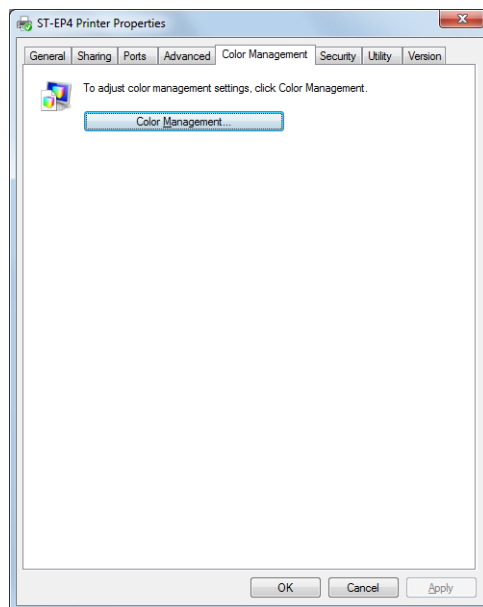 ST-EP4 Printer Properties
General Sharing Ports Advanced Color Management Security Utility Version
To adjust color management settings, click Color Management.
Color Management...
OK Cancel Apply